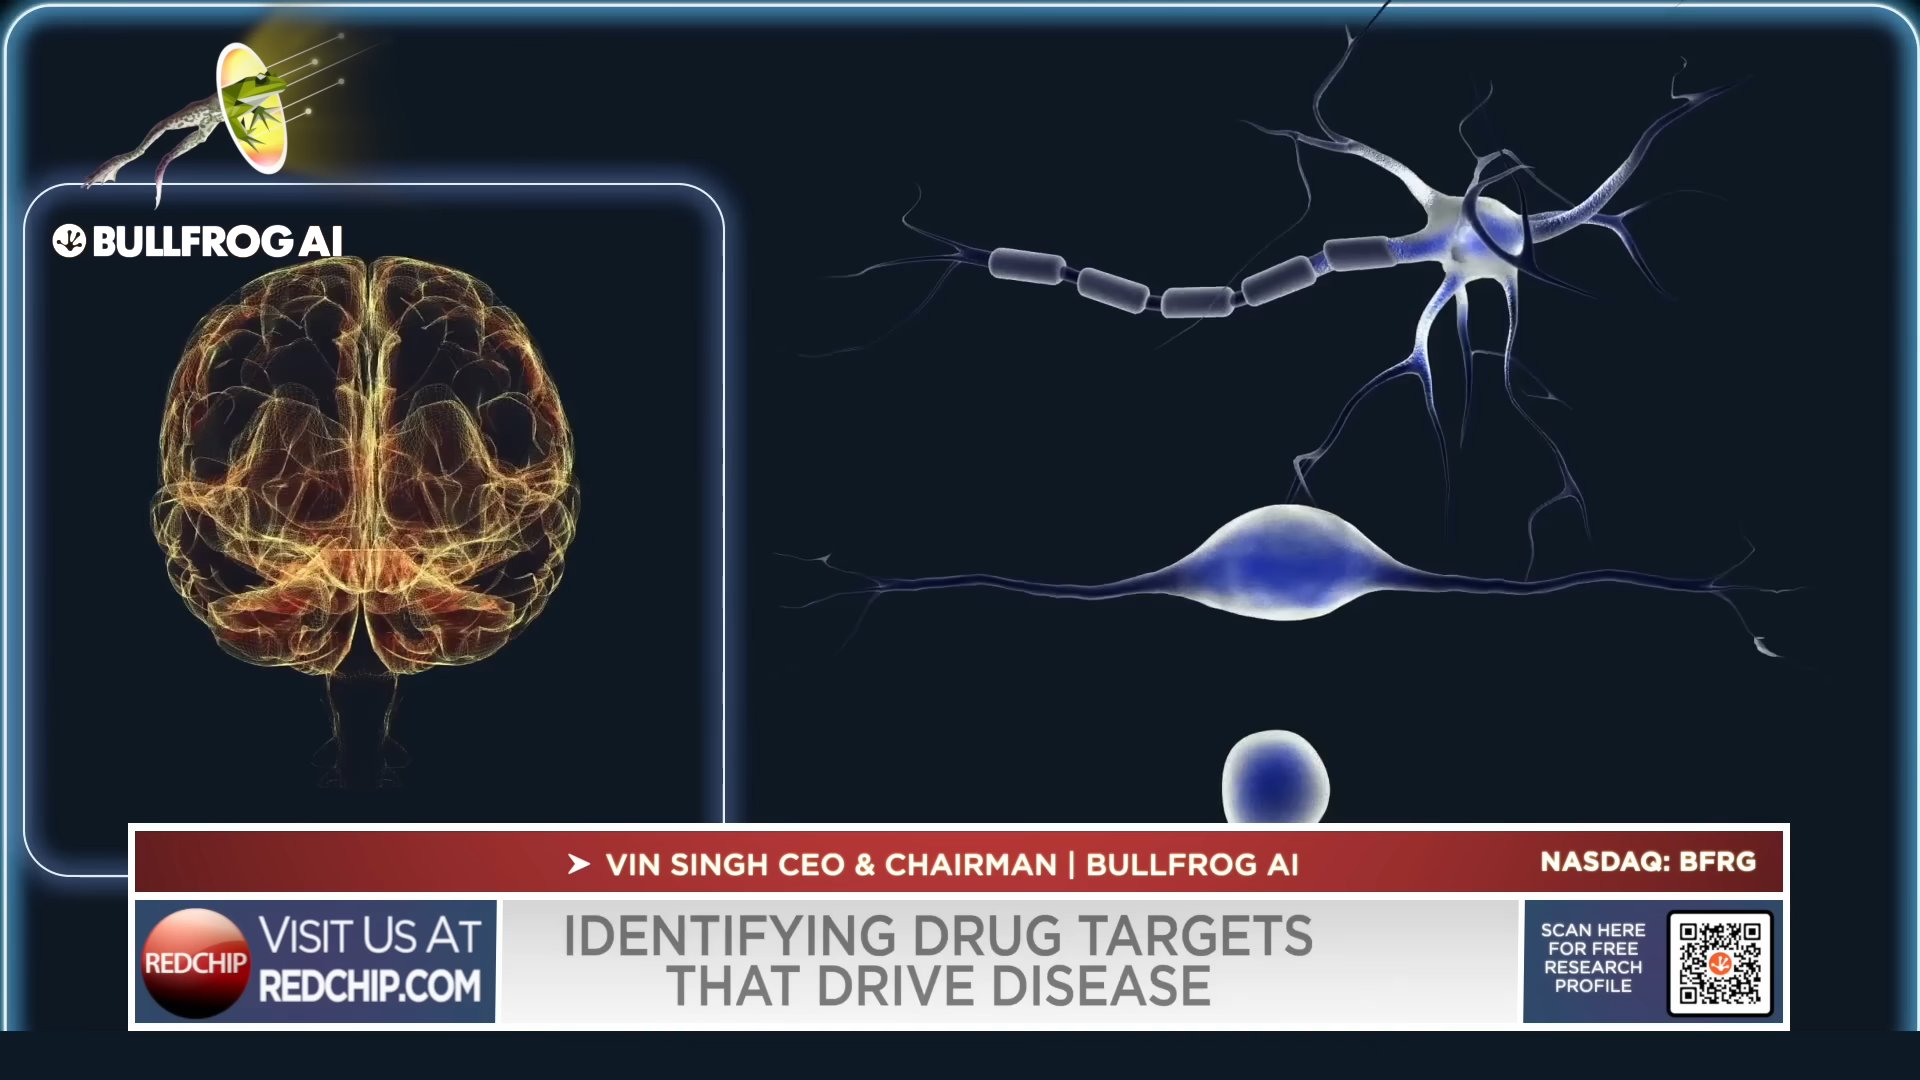 BULLFROG AI
VIN SINGH CEO & CHAIRMAN | BULLFROG AI
NASDAQ: BFRG
REDCHIP
VISIT US AT
REDCHIP.COM
IDENTIFYING DRUG TARGETS
THAT DRIVE DISEASE
SCAN HERE
FOR FREE
RESEARCH
PROFILE